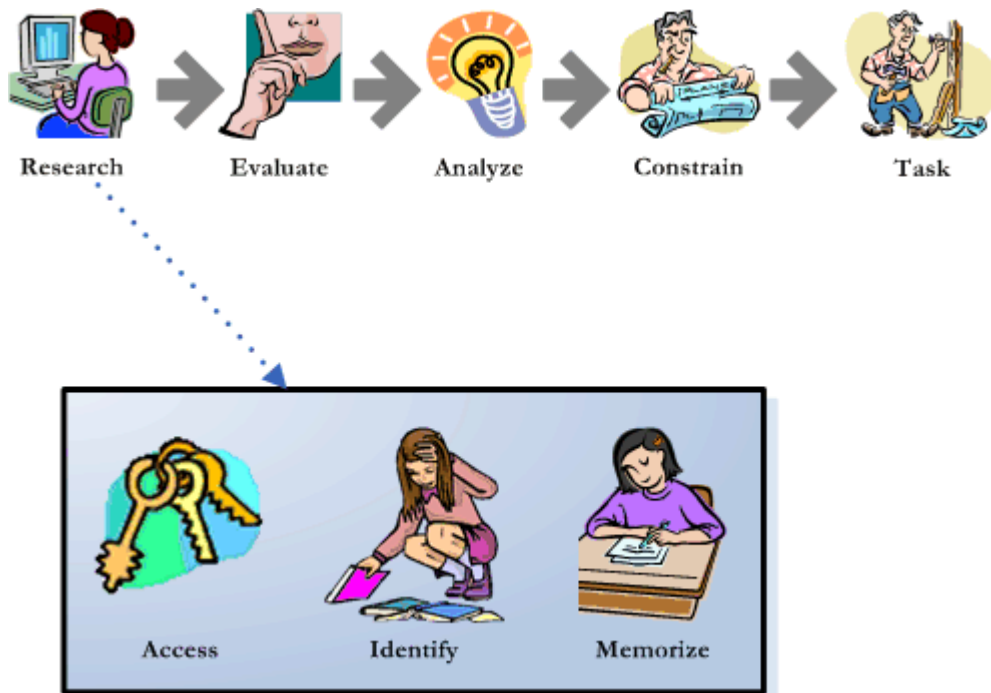 Research
Evaluate
Analyze
Constrain
Task
Access
Identify
Memorize